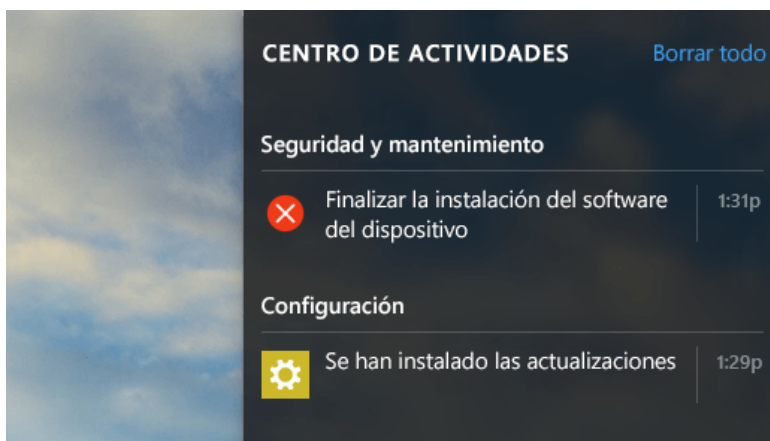 CENTRO DE ACTIVIDADES Borrar todo
Seguridad y mantenimiento
Finalizar la instalación del software 1:31p
del dispositivo
Configuración
Se han instalado las actualizaciones 1:29p